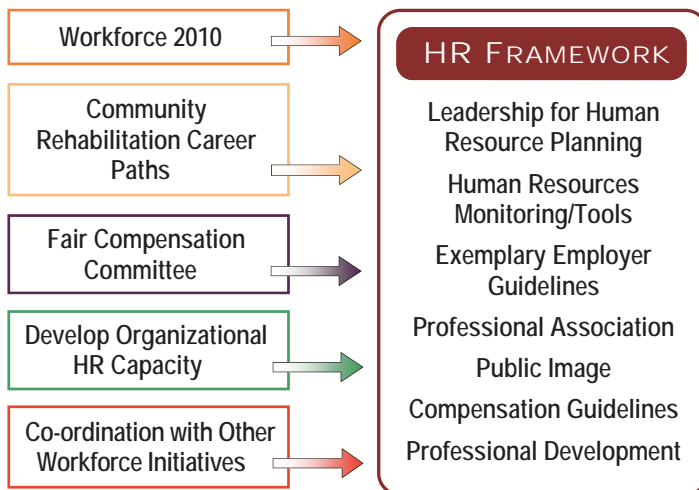 Workforce 2010
Community
Rehabilitation Career
Paths
Fair Compensation
Committee
Develop Organizational
HR Capacity
Co-ordination with Other
Workforce Initiatives
HR FRAMEWORK
Leadership for Human
Resource Planning
Human Resources
Monitoring/Tools
Exemplary Employer
Guidelines
Professional Association
Public Image
Compensation Guidelines
Professional Development